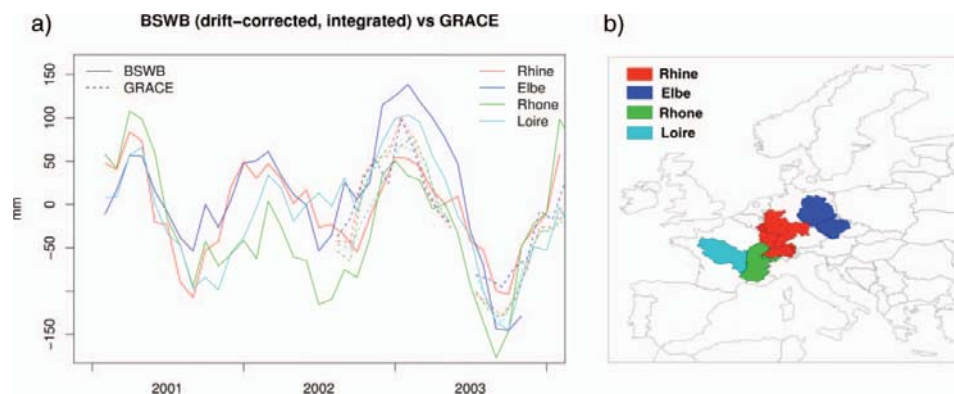 a)
BSWB (drift-corrected, integrated) vs GRACE
BSWB
GRACE
Rhine
Elbe
Rhone
Loire
mm
150
100
50
0
-50
-150
2001
2002
2003
b)
Rhine
Elbe
Rhone
Loire